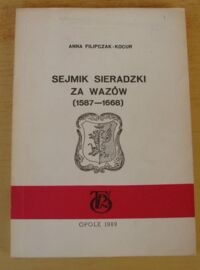 ANNA FILIPCZAK-KOCUR
SEJMIK SIERADZKI
ZA WAZÓW
(1587—1668)
OPOLE 1989